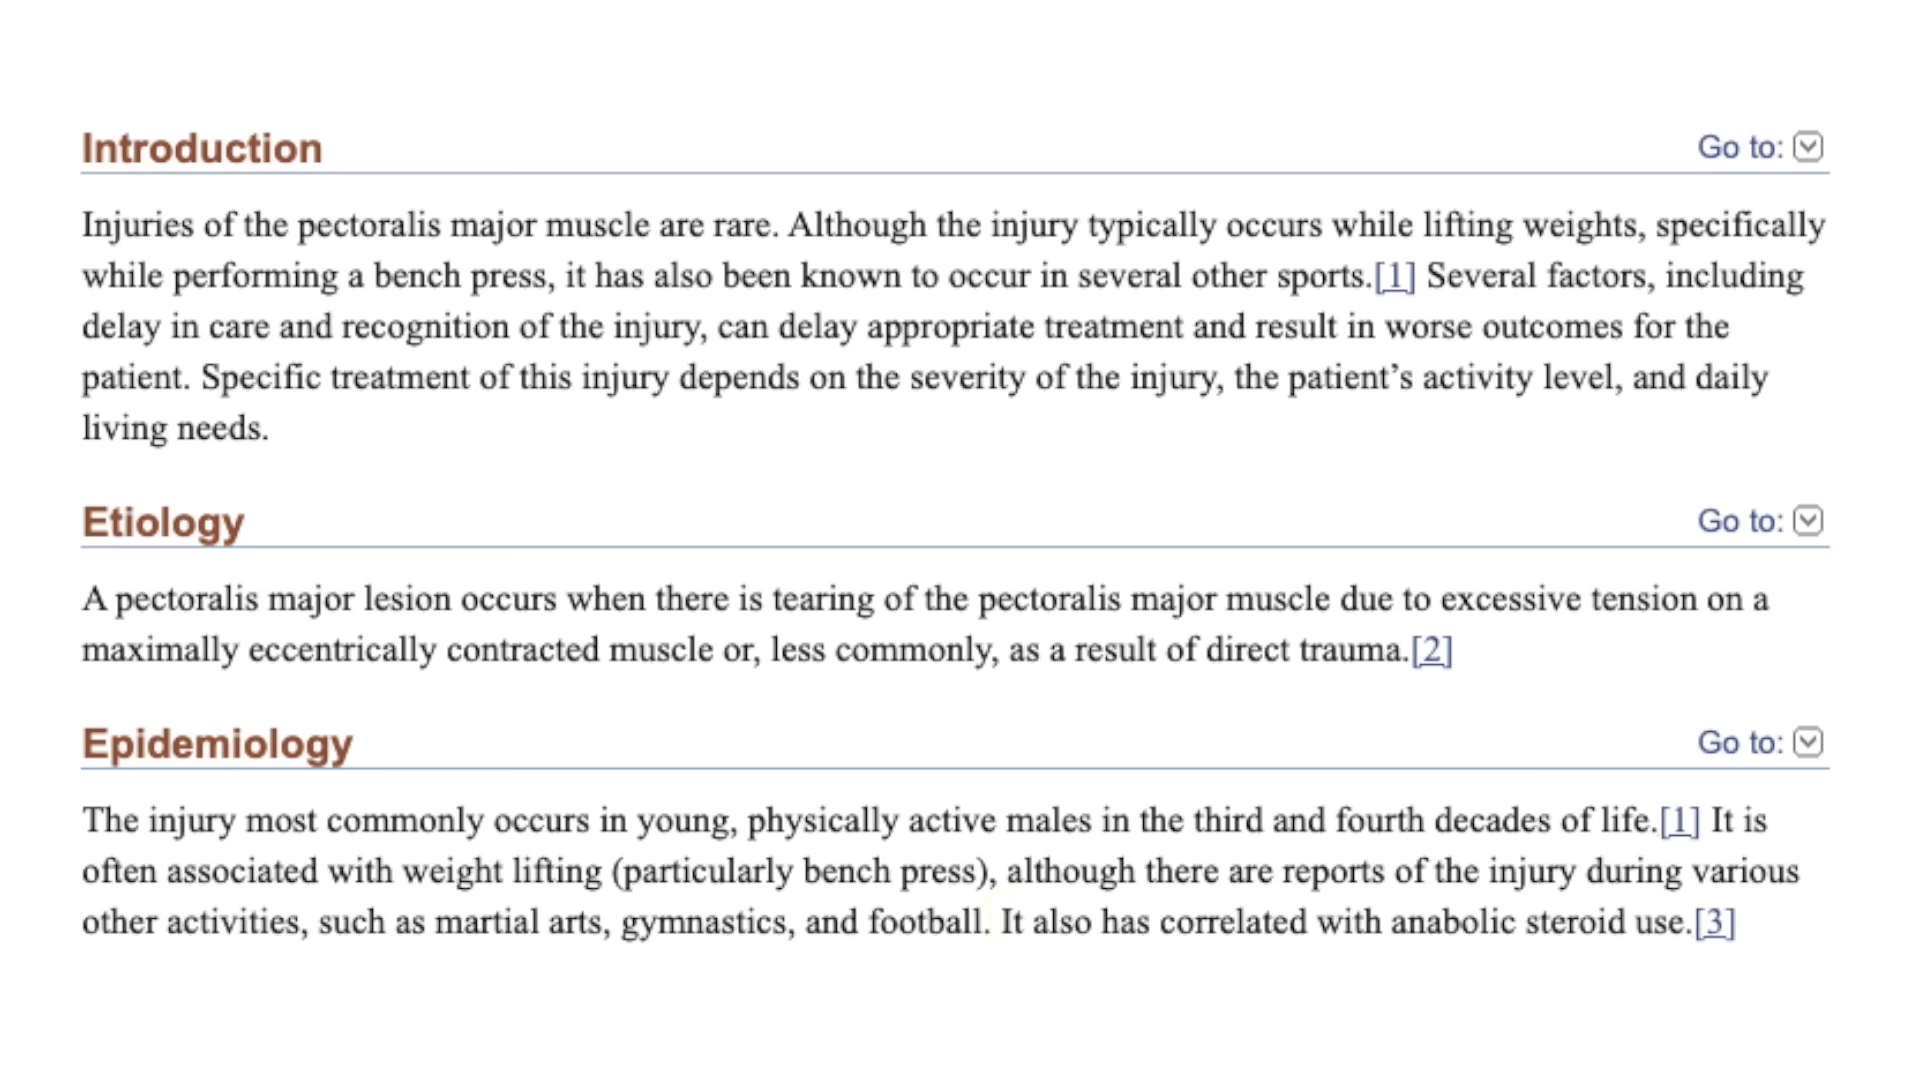 Introduction
Go to:
Injuries of the pectoralis major muscle are rare. Although the injury typically occurs while lifting weights, specifically
while performing a bench press, it has also been known to occur in several other sports.[1] Several factors, including
delay in care and recognition of the injury, can delay appropriate treatment and result in worse outcomes for the
patient. Specific treatment of this injury depends on the severity of the injury, the patient’s activity level, and daily
living needs.
Etiology
Go to:
A pectoralis major lesion occurs when there is tearing of the pectoralis major muscle due to excessive tension on a
maximally eccentrically contracted muscle or, less commonly, as a result of direct trauma.[2]
Epidemiology
Go to:
The injury most commonly occurs in young, physically active males in the third and fourth decades of life.[1] It is
often associated with weight lifting (particularly bench press), although there are reports of the injury during various
other activities, such as martial arts, gymnastics, and football. It also has correlated with anabolic steroid use.[3]